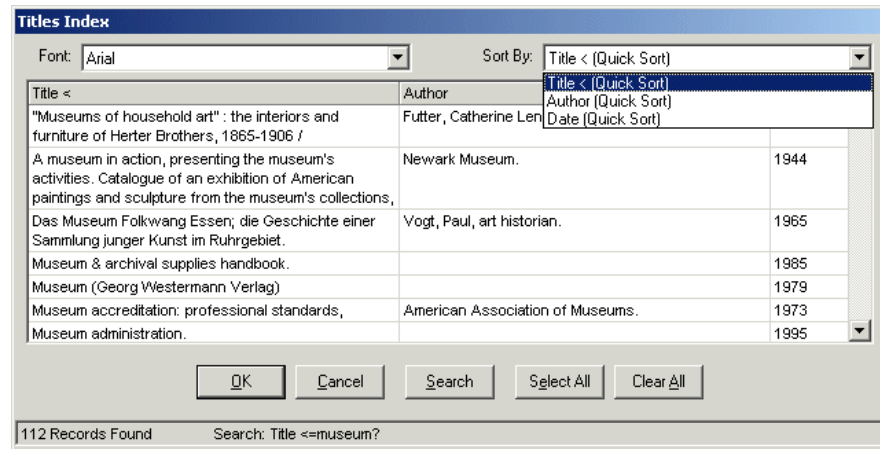 Titles Index
Font: Arial Sort By: Title < (Quick Sort)
Title < (Quick Sort)
Author (Quick Sort)
Date (Quick Sort)
Title < Author
"Museums of household art" : the interiors and Futter, Catherine Len
furniture of Herter Brothers, 1865-1906 /
A museum in action, presenting the museum's Newark Museum. 1944
activities. Catalogue of an exhibition of American
paintings and sculpture from the museum's collections,
Das Museum Folkwang Essen; die Geschichte einer Vogt, Paul, art historian. 1965
Sammlung junger Kunst im Ruhrgebiet.
Museum & archival supplies handbook. 1985
Museum (Georg Westermann Verlag) 1979
Museum accreditation: professional standards, American Association of Museums. 1973
Museum administration. 1995
OK Cancel Search Select All Clear All
112 Records Found Search: Title <=museum?